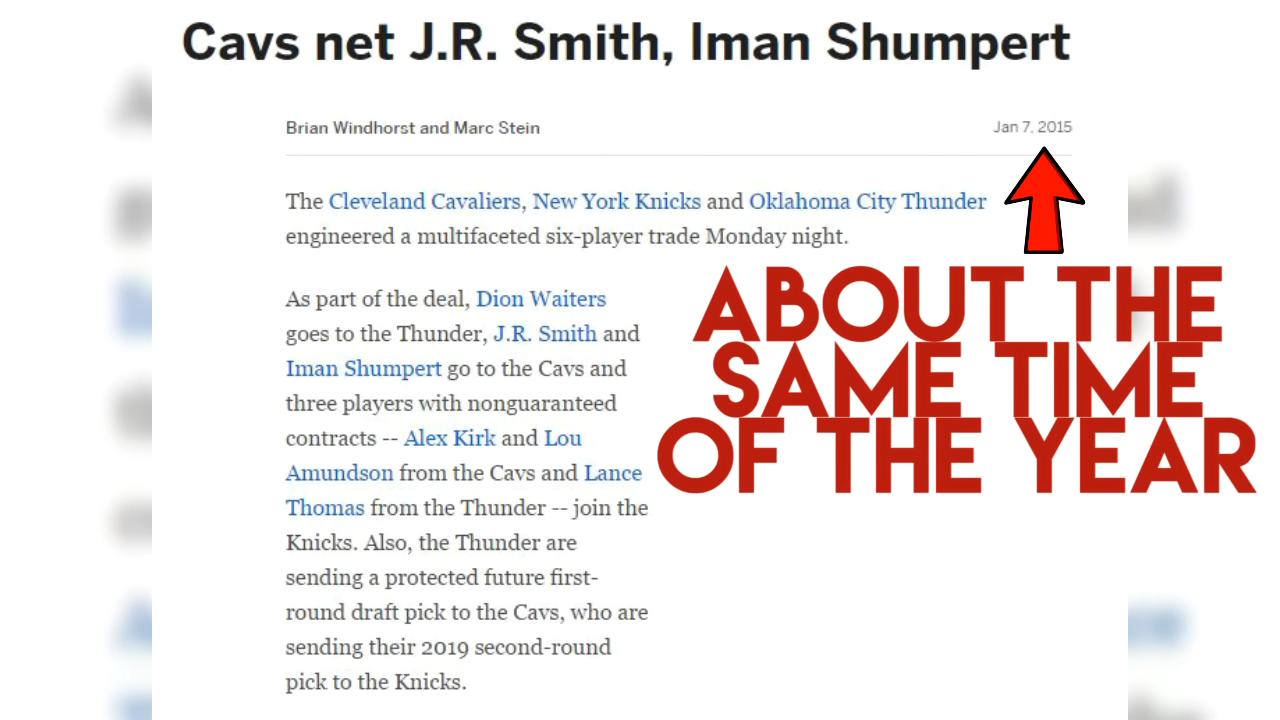 Cavs net J.R. Smith, Iman Shumpert
Brian Windhorst and Marc Stein
Jan 7, 2015
The Cleveland Cavaliers, New York Knicks and Oklahoma City Thunder
engineered a multifaceted six-player trade Monday night.
As part of the deal, Dion Waiters
goes to the Thunder, J.R. Smith and
Iman Shumpert go to the Cavs and
three players with nonguaranteed
contracts -- Alex Kirk and Lou
Amundson from the Cavs and Lance
Thomas from the Thunder -- join the
Knicks. Also, the Thunder are
sending a protected future first-
round draft pick to the Cavs, who are
sending their 2019 second-round
pick to the Knicks.
ABOUT THE
SAME TIME
OF THE YEAR